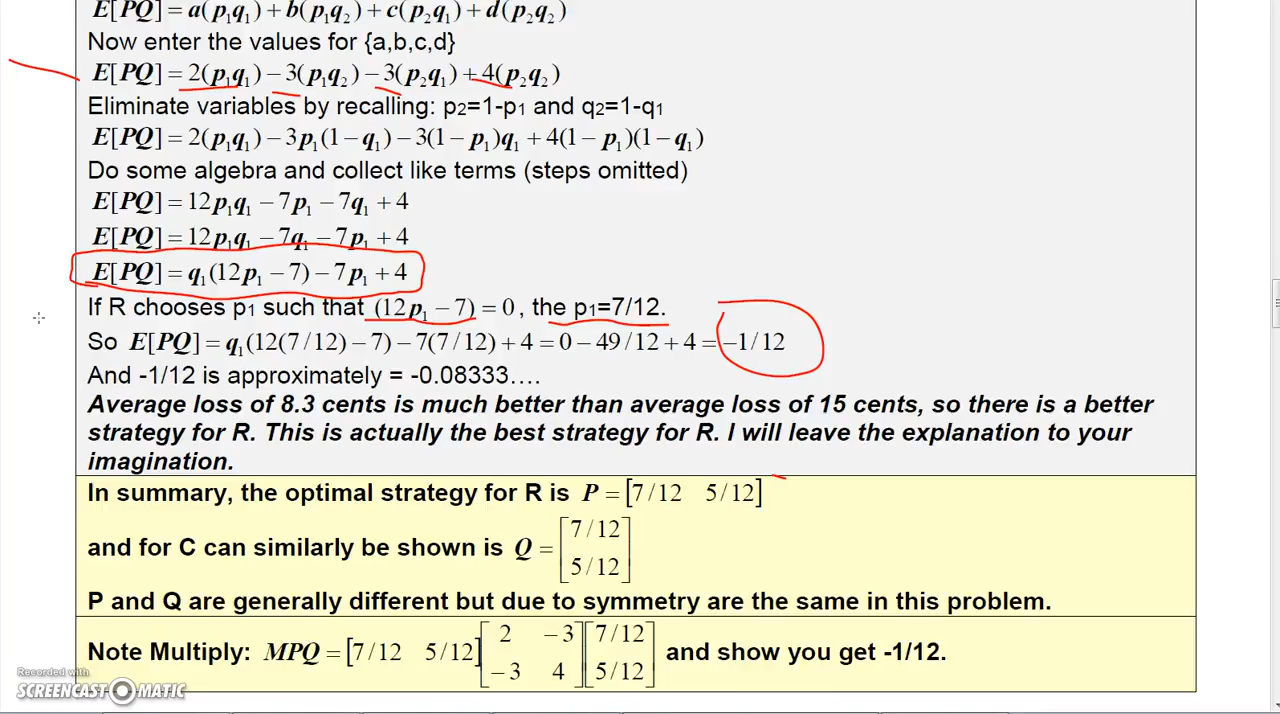 E[PQ] = a(p₁q₁) + b(p₁q₂) + c(p₂q₁) + d(p₂q₂)
Now enter the values for {a,b,c,d}
E[PQ] = 2(p₁q₁) − 3(p₁q₂) − 3(p₂q₁) + 4(p₂q₂)
Eliminate variables by recalling: p₂=1-p₁ and q₂=1-q₁
E[PQ] = 2(p₁q₁) − 3p₁(1 − q₁) − 3(1 − p₁)q₁ + 4(1 − p₁)(1 − q₁)
Do some algebra and collect like terms (steps omitted)
E[PQ] = 12p₁q₁ − 7p₁ − 7q₁ + 4
E[PQ] = 12p₁q₁ − 7q₁ − 7p₁ + 4
E[PQ] = q₁(12p₁ − 7) − 7p₁ + 4
If R chooses p₁ such that (12p₁ − 7) = 0 , the p₁=7/12.
So E[PQ] = q₁(12(7/12) − 7) − 7(7/12) + 4 = 0 − 49/12 + 4 = −1/12
And -1/12 is approximately = -0.08333….
Average loss of 8.3 cents is much better than average loss of 15 cents, so there is a better
strategy for R. This is actually the best strategy for R. I will leave the explanation to your
imagination.
In summary, the optimal strategy for R is P = [7/12 5/12]
and for C can similarly be shown is Q = [7/12
5/12]
P and Q are generally different but due to symmetry are the same in this problem.
Note Multiply: MPQ = [7/12 5/12] [2 −3 −3 4] [7/12 5/12] and show you get -1/12.
Recorded with
SCREENCAST-O-MATIC